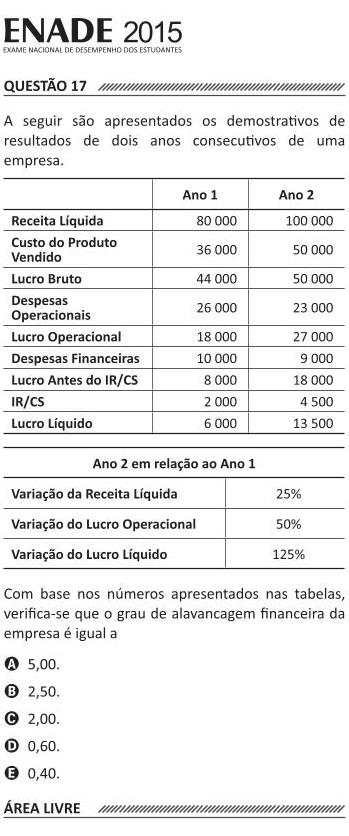 ENADE 2015
EXAME NACIONAL DE DESEMPENHO DOS ESTUDANTES
QUESTÃO 17
A seguir são apresentados os demostrativos de
resultados de dois anos consecutivos de uma
empresa.
Ano 1 Ano 2
Receita Líquida 80 000 100 000
Custo do Produto
Vendido 36 000 50 000
Lucro Bruto 44 000 50 000
Despesas
Operacionais 26 000 23 000
Lucro Operacional 18 000 27 000
Despesas Financeiras 10 000 9 000
Lucro Antes do IR/CS 8 000 18 000
IR/CS 2 000 4 500
Lucro Líquido 6 000 13 500
Ano 2 em relação ao Ano 1
Variação da Receita Líquida 25%
Variação do Lucro Operacional 50%
Variação do Lucro Líquido 125%
Com base nos números apresentados nas tabelas,
verifica-se que o grau de alavancagem financeira da
empresa é igual a
A 5,00.
B 2,50.
C 2,00.
D 0,60.
E 0,40.
ÁREA LIVRE